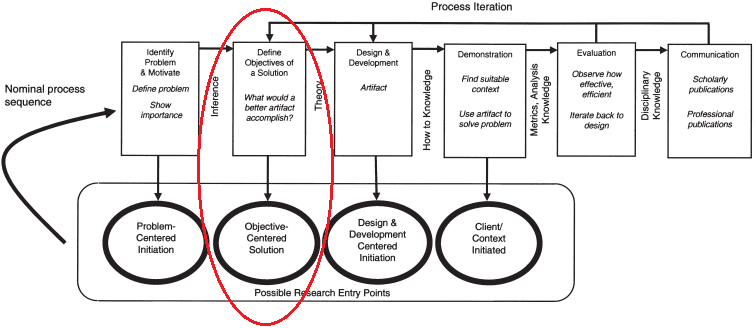 Process Iteration
Nominal process
sequence
Identify
Problem
& Motivate
Define problem
Show
importance
Inference
Define
Objectives of
a Solution
What would a
better artifact
accomplish?
Theory
Design &
Development
Artifact
How to Knowledge
Demonstration
Find suitable
context
Use artifact to
solve problem
Metrics, Analysis
Knowledge
Evaluation
Observe how
effective,
efficient
Iterate back to
design
Disciplinary
Knowledge
Communication
Scholarly
publications
Professional
publications
Problem-
Centered
Initiation
Objective-
Centered
Solution
Design &
Development
Centered
Initiation
Client/
Context
Initiated
Possible Research Entry Points